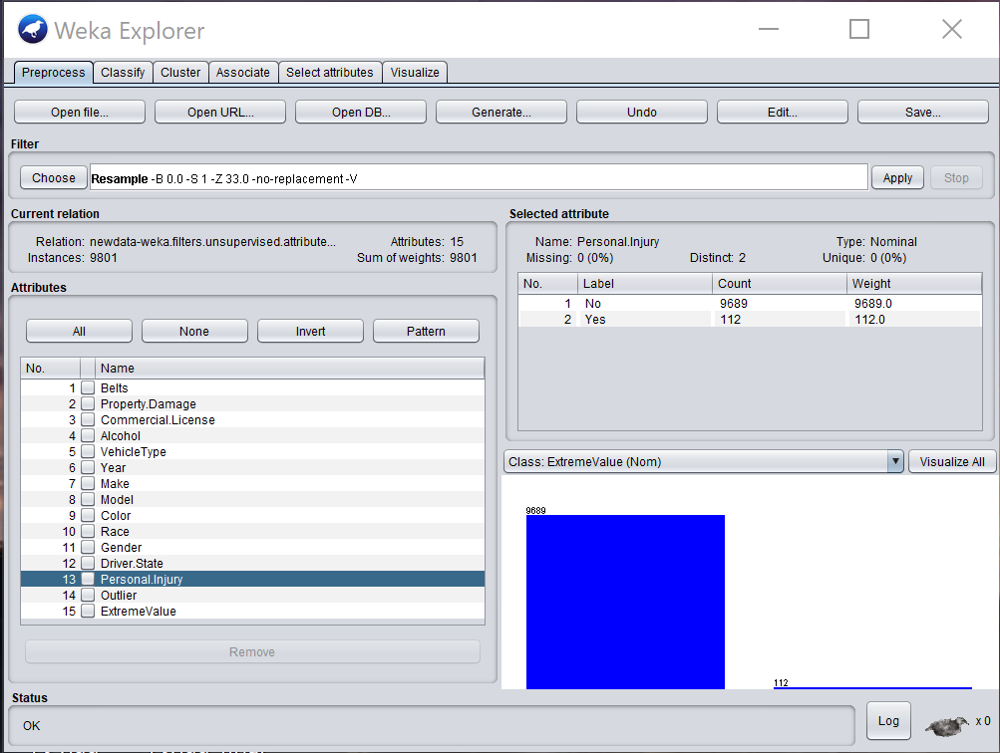 Weka Explorer
Preprocess Classify Cluster Associate Select attributes Visualize
Open file... Open URL... Open DB... Generate... Undo Edit... Save...
Filter
Choose Resample -B 0.0 -S 1 -Z 33.0 -no-replacement -V Apply Stop
Current relation
Relation: newdata-weka.filters.unsupervised.attribute... Attributes: 15
Instances: 9801 Sum of weights: 9801
Attributes
All None Invert Pattern
No. Name
1 Belts
2 Property.Damage
3 Commercial.License
4 Alcohol
5 VehicleType
6 Year
7 Make
8 Model
9 Color
10 Race
11 Gender
12 Driver.State
13 Personal.Injury
14 Outlier
15 ExtremeValue
Remove
Selected attribute
Name: Personal.Injury Type: Nominal
Missing: 0 (0%) Distinct: 2 Unique: 0 (0%)
No. Label Count Weight
1 No 9689 9689.0
2 Yes 112 112.0
Class: ExtremeValue (Nom) Visualize All
9689
112
Status
OK
Log x 0